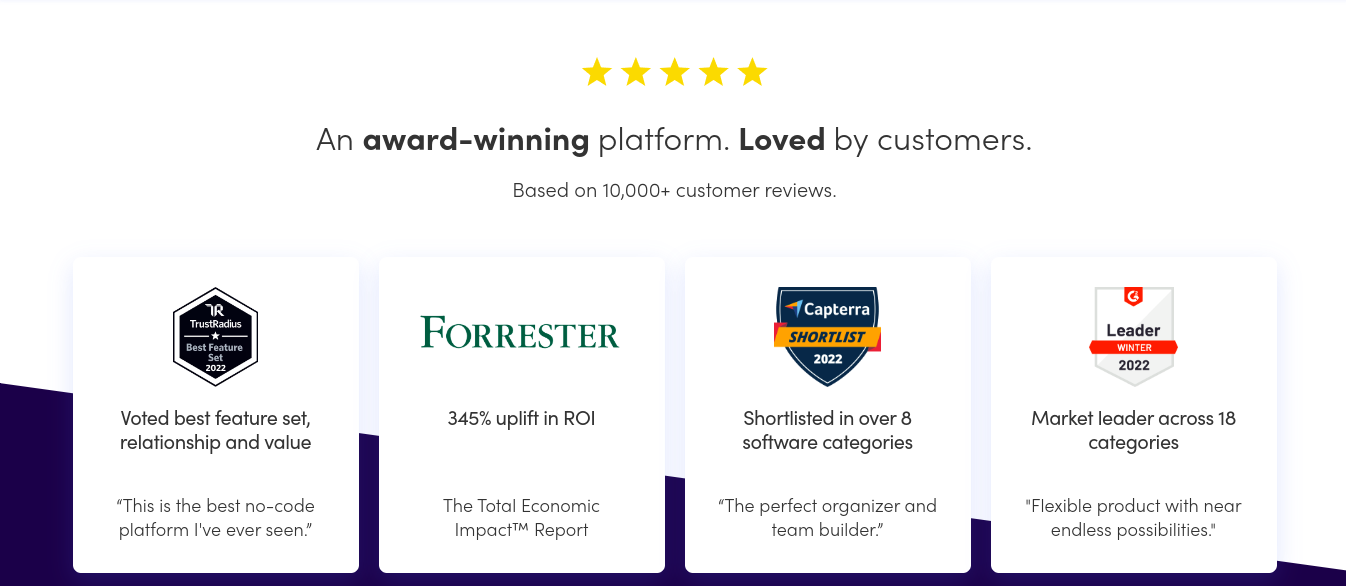 An award-winning platform. Loved by customers.
Based on 10,000+ customer reviews.
TR
TrustRadius
Best Feature
Set
2022
Voted best feature set,
relationship and value
“This is the best no-code
platform I've ever seen.”
FORRESTER
345% uplift in ROI
The Total Economic
Impact™ Report
Capterra
SHORTLIST
2022
Shortlisted in over 8
software categories
“The perfect organizer and
team builder.”
G2
Leader
WINTER
2022
Market leader across 18
categories
"Flexible product with near
endless possibilities."